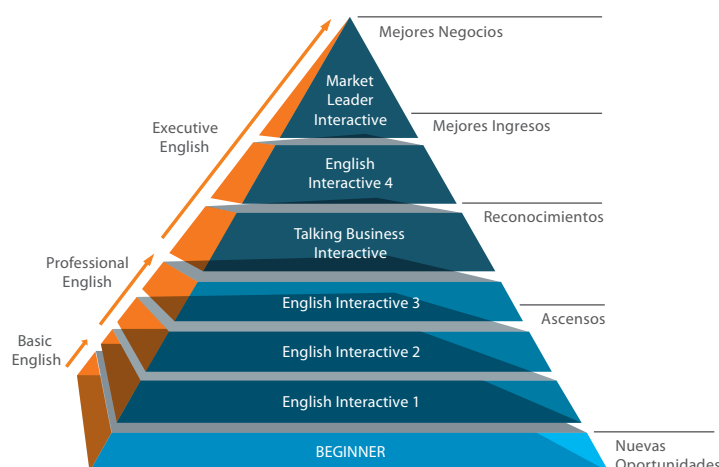 Mejores Negocios
Market
Leader
Interactive
Executive
English
Mejores Ingresos
English
Interactive 4
Reconocimientos
Talking Business
Interactive
Professional
English
English Interactive 3
Ascensos
Basic
English
English Interactive 2
English Interactive 1
Nuevas
Oportunidades
BEGINNER